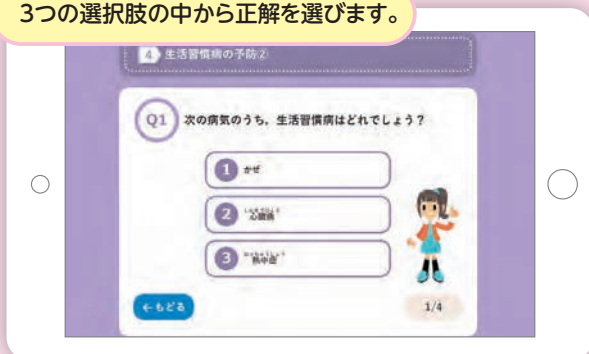 3つの選択肢の中から正解を選びます。
4 生活習慣病の予防②
Q1 次の病気のうち、生活習慣病はどれでしょう?
1 かぜ
2 心臓病
3 熱中症
←もどる
1/4